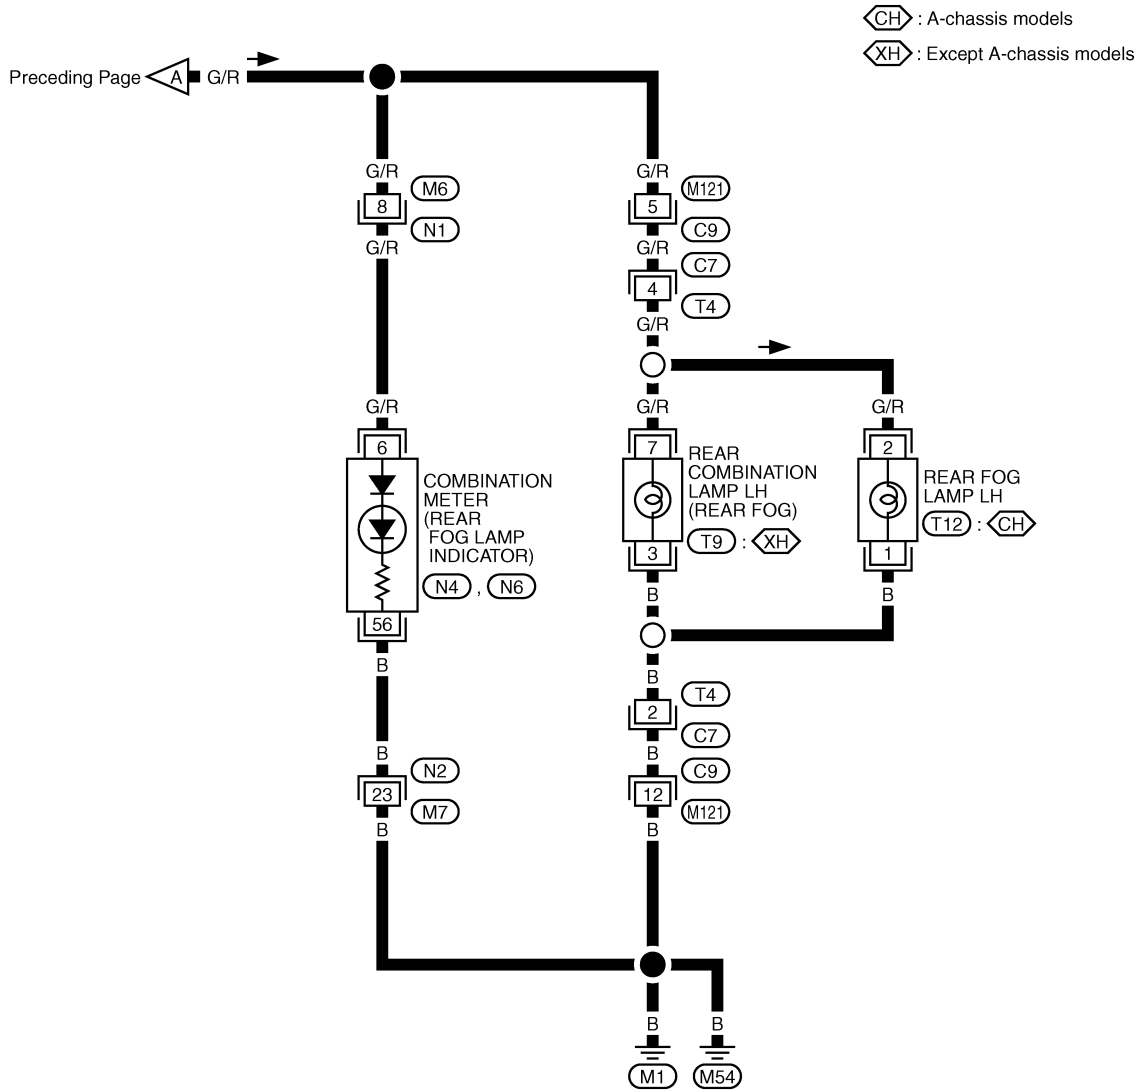 CH : A-chassis models
XH : Except A-chassis models
Preceding Page A G/R
G/R
8
M6
N1
G/R
G/R
5
M121
C9
G/R
C7
4
T4
G/R
G/R
6
COMBINATION
METER
(REAR
FOG LAMP
INDICATOR)
N4 , N6
56
B
G/R
7
REAR
COMBINATION
LAMP LH
(REAR FOG)
T9 : XH
3
B
G/R
2
REAR FOG
LAMP LH
T12 : CH
1
B
B
T4
2
C7
B
B
N2
23
M7
B
C9
12
M121
B
B
B
M1
M54